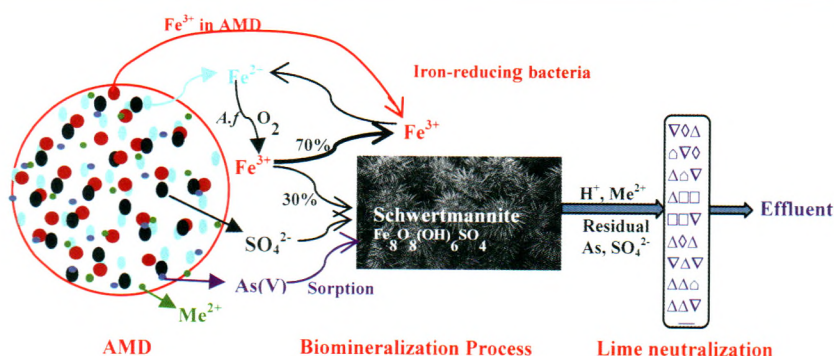 Fe³⁺ in AMD
Fe²⁻
Iron-reducing bacteria
A.f O₂
Fe³⁺
70%
Fe³⁺
30%
Schwertmannite
Fe₈O₈(OH)₆SO₄
SO₄²⁻
As(V)
Sorption
Me²⁺
H⁺, Me²⁺
Residual
As, SO₄²⁻
Effluent
AMD
Biomineralization Process
Lime neutralization